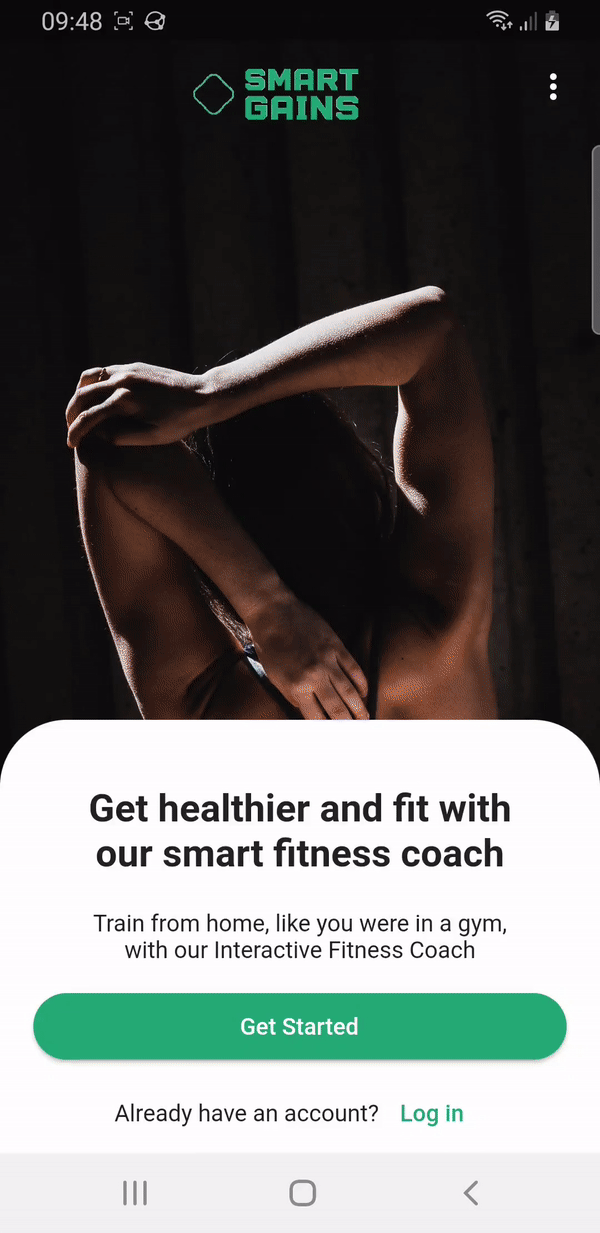 09:48
SMART
GAINS
Get healthier and fit with
our smart fitness coach
Train from home, like you were in a gym,
with our Interactive Fitness Coach
Get Started
Already have an account? Log in